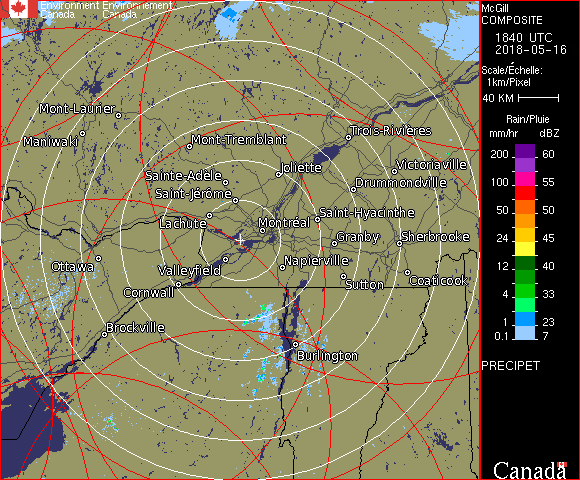 Environment Environnement
Canada Canada
McGill
COMPOSITE
1840 UTC
2018-05-16
Scale/Échelle:
1km/Pixel
40 KM
Rain/Pluie
mm/hr dBZ
200 60
100 55
50 50
24 45
12 40
4 33
1 23
0.1 7
PRECIPET
Mont-Laurier
Maniwaki
Mont-Tremblant
Trois-Rivières
Sainte-Adèle
Joliette
Victoriaville
Saint-Jérôme
Drummondville
Lachute
Montréal
Saint-Hyacinthe
Granby
Sherbrooke
Ottawa
Valleyfield
Napierville
Cornwall
Sutton
Coaticook
Brockville
Burlington
Canada